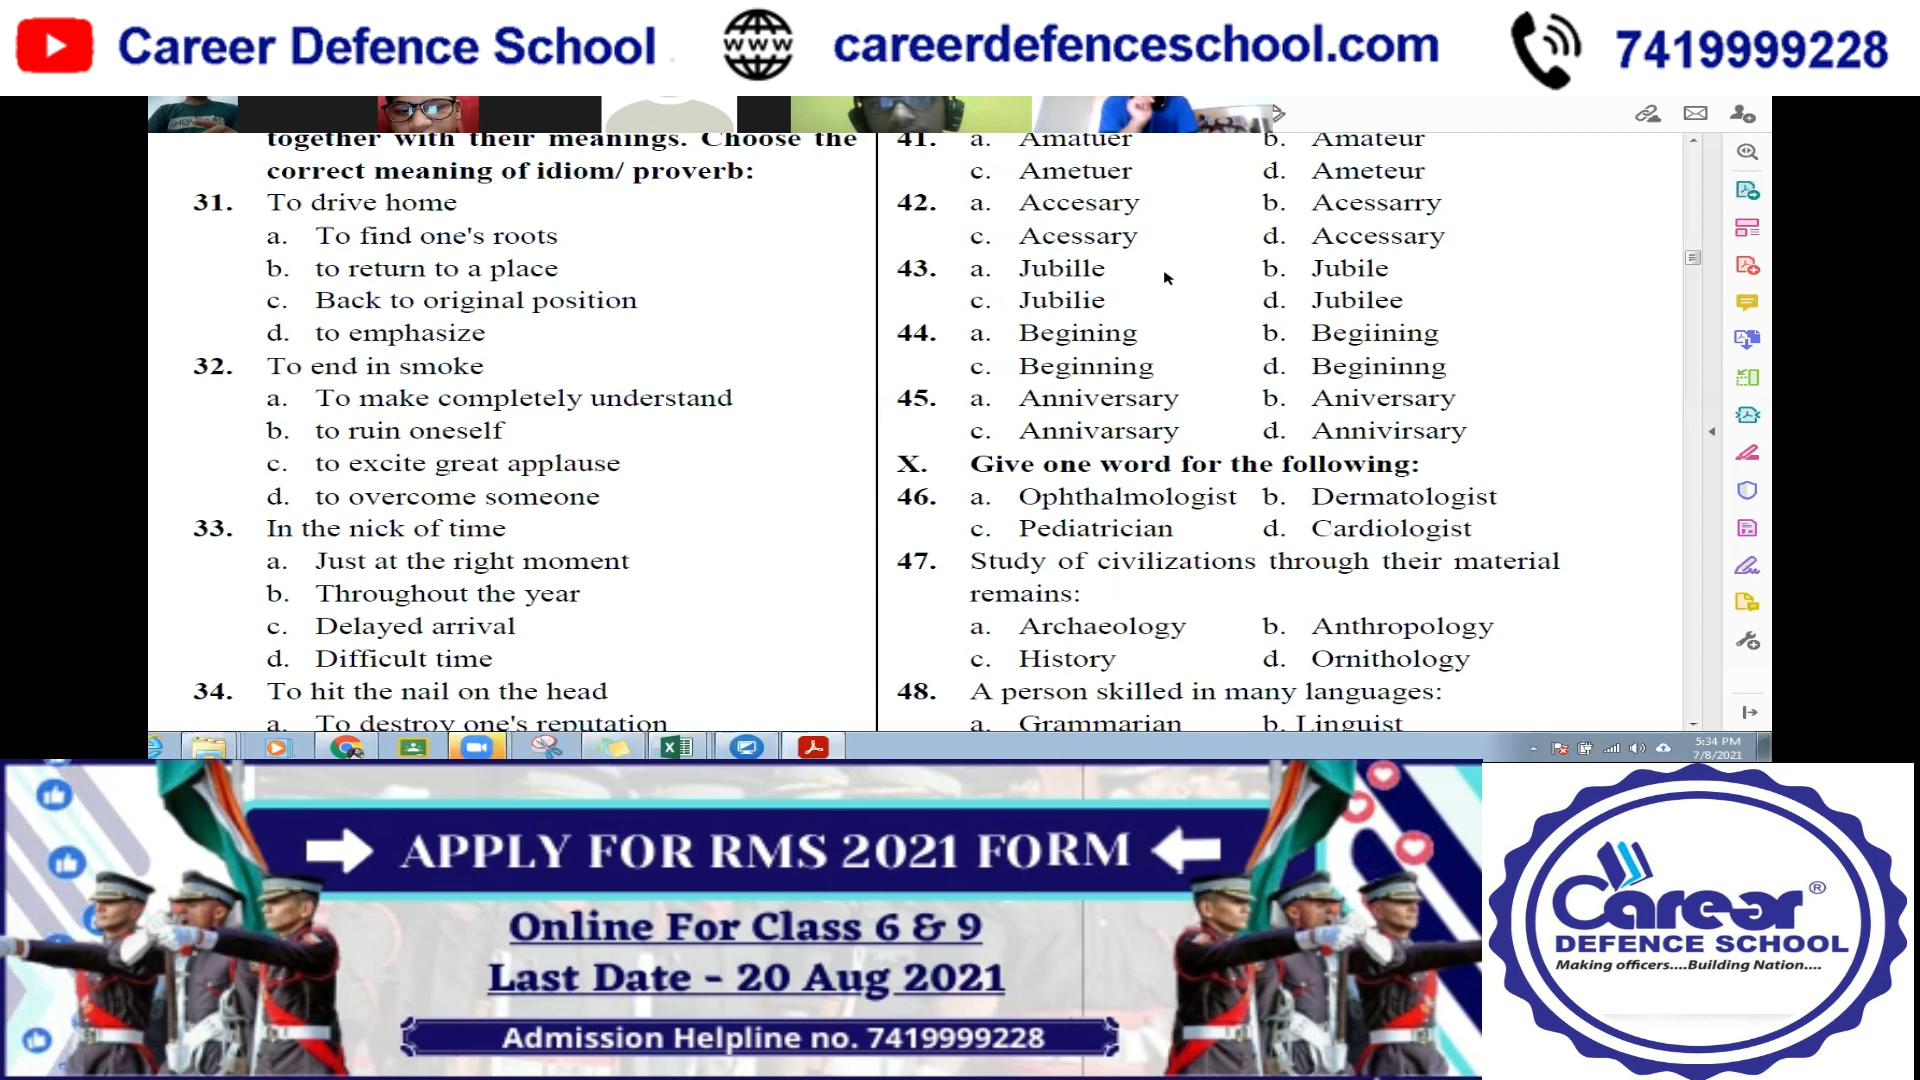 Career Defence School
WWW
careerdefenceschool.com
7419999228
together with their meanings. Choose the
correct meaning of idiom/ proverb:
31. To drive home
a. To find one's roots
b. to return to a place
c. Back to original position
d. to emphasize
32. To end in smoke
a. To make completely understand
b. to ruin oneself
c. to excite great applause
d. to overcome someone
33. In the nick of time
a. Just at the right moment
b. Throughout the year
c. Delayed arrival
d. Difficult time
34. To hit the nail on the head
a. To destroy one's reputation
41. a. Amatuer b. Amateur
c. Ametuer d. Ameteur
42. a. Accesary b. Acessarry
c. Acessary d. Accessary
43. a. Jubille b. Jubile
c. Jubilie d. Jubilee
44. a. Begining b. Begiining
c. Beginning d. Begininng
45. a. Anniversary b. Aniversary
c. Annivarsary d. Annivirsary
X. Give one word for the following:
46. a. Ophthalmologist b. Dermatologist
c. Pediatrician d. Cardiologist
47. Study of civilizations through their material
remains:
a. Archaeology b. Anthropology
c. History d. Ornithology
48. A person skilled in many languages:
a. Grammarian b. Linguist
5:34 PM
7/8/2021
APPLY FOR RMS 2021 FORM
Online For Class 6 & 9
Last Date - 20 Aug 2021
Admission Helpline no. 7419999228
Career ®
DEFENCE SCHOOL
Making officers....Building Nation....